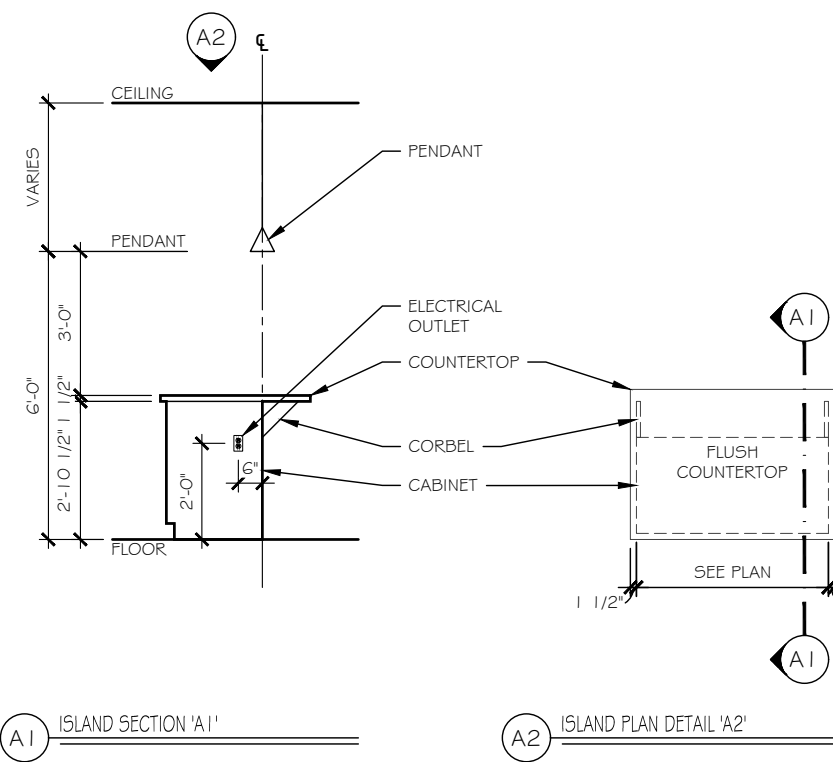 A2
℄
CEILING
VARIES
PENDANT
PENDANT
3'-0"
6'-0"
1 1/2"
2'-10 1/2"
ELECTRICAL
OUTLET
COUNTERTOP
CORBEL
CABINET
2'-0"
6"
FLOOR
A1
FLUSH
COUNTERTOP
SEE PLAN
1 1/2"
A1
A1
ISLAND SECTION 'A1'
A2
ISLAND PLAN DETAIL 'A2'